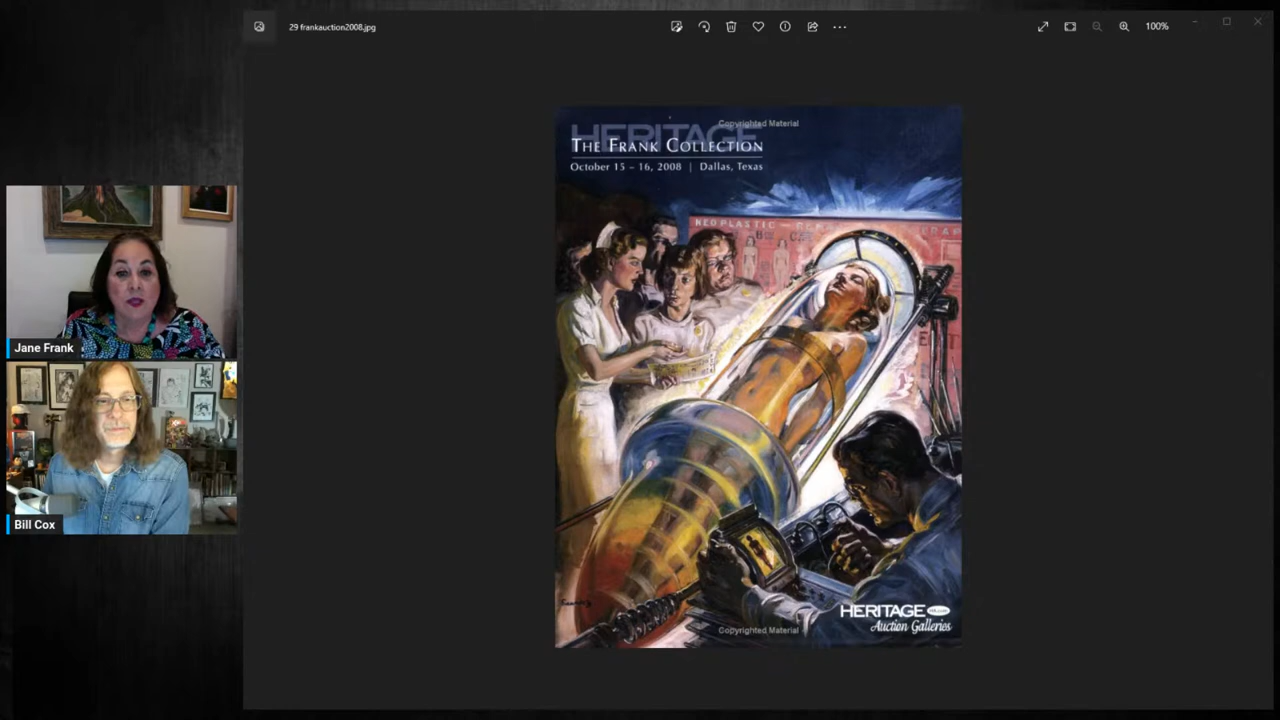 29 frankauction2008.jpg
100%
Copyrighted Material
HERITAGE
THE FRANK COLLECTION
October 15 – 16, 2008 | Dallas, Texas
NEOPLASTIC
Jane Frank
Bill Cox
HERITAGE
Auction Galleries
Copyrighted Material